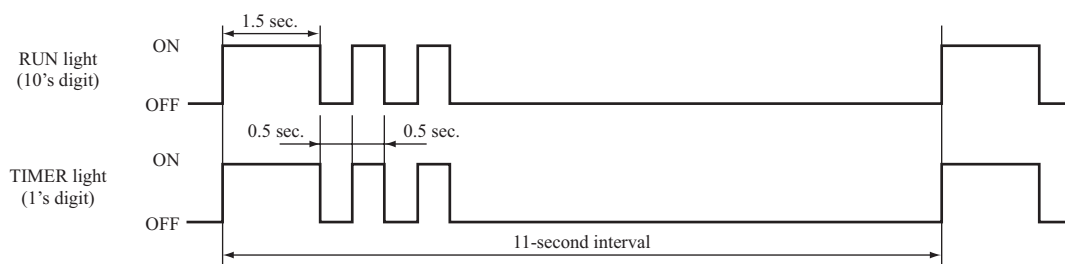 1.5 sec.
ON
RUN light
(10’s digit)
OFF
0.5 sec.
0.5 sec.
ON
TIMER light
(1’s digit)
OFF
11-second interval